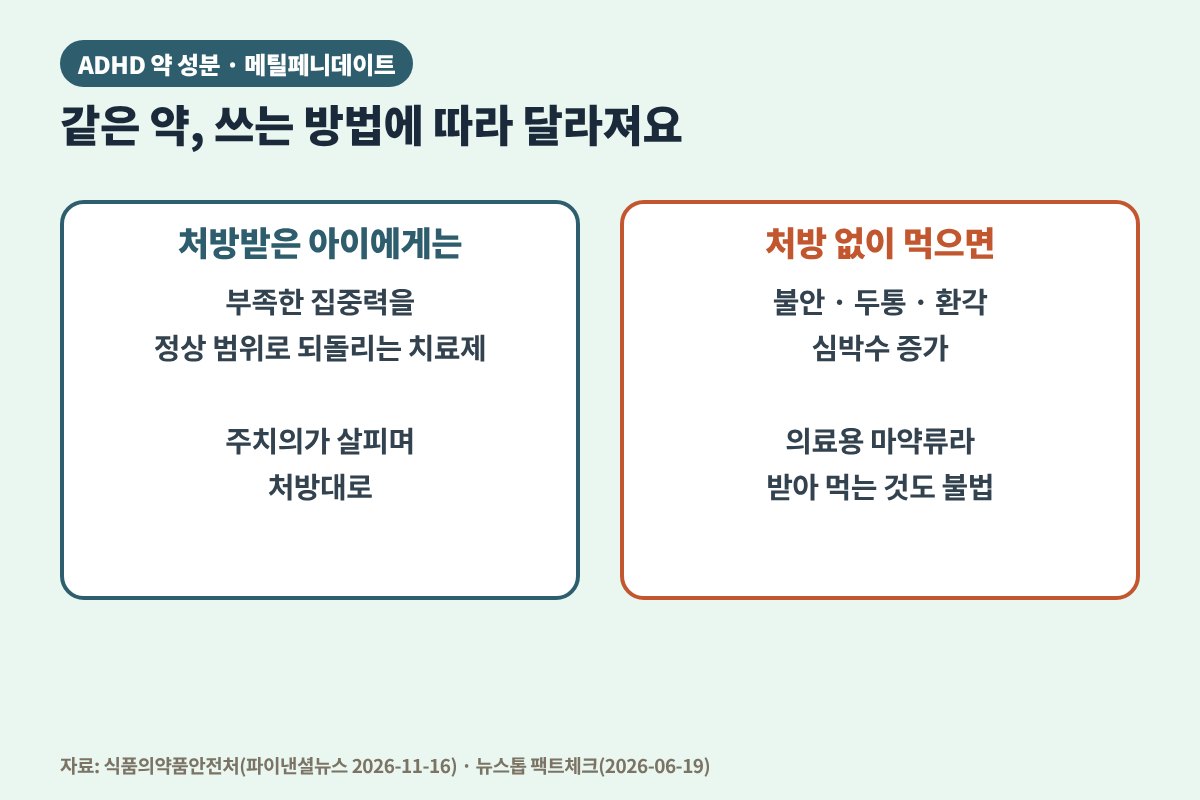 ADHD 약 성분 · 메틸페니데이트
같은 약, 쓰는 방법에 따라 달라져요
처방받은 아이에게는
부족한 집중력을
정상 범위로 되돌리는 치료제
주치의가 살피며
처방대로
처방 없이 먹으면
불안 · 두통 · 환각
심박수 증가
의료용 마약류라
받아 먹는 것도 불법
자료: 식품의약품안전처(파이낸셜뉴스 2026-11-16) · 뉴스톱 팩트체크(2026-06-19)